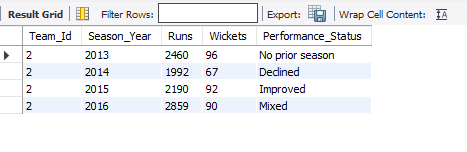 Result Grid Filter Rows: Export: Wrap Cell Content: IA
Team_Id Season_Year Runs Wickets Performance_Status
2 2013 2460 96 No prior season
2 2014 1992 67 Declined
2 2015 2190 92 Improved
2 2016 2859 90 Mixed